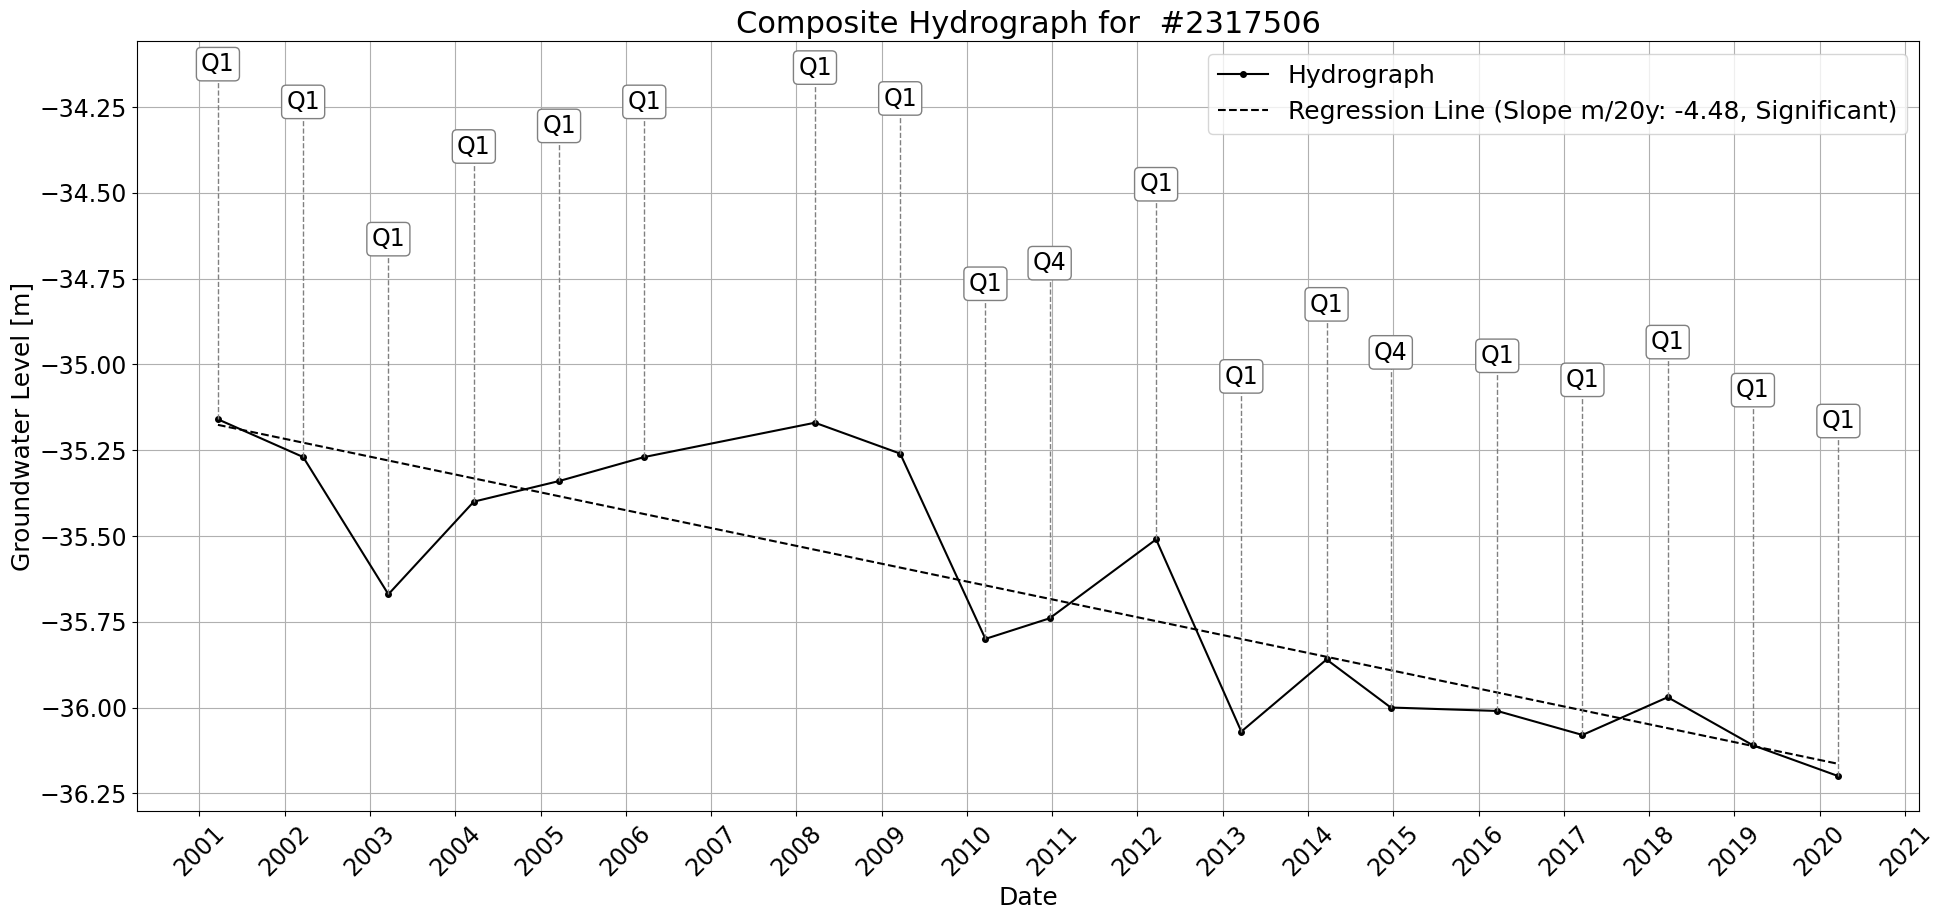 Composite Hydrograph for  #2317506
Hydrograph
Regression Line (Slope m/20y: -4.48, Significant)
Q1
Q1
Q1
Q1
Q1
Q1
Q1
Q1
Q1
Q4
Q1
Q1
Q1
Q4
Q1
Q1
Q1
Q1
Q1
Groundwater Level [m]
−34.25
−34.50
−34.75
−35.00
−35.25
−35.50
−35.75
−36.00
−36.25
2001
2002
2003
2004
2005
2006
2007
2008
2009
2010
2011
2012
2013
2014
2015
2016
2017
2018
2019
2020
2021
Date